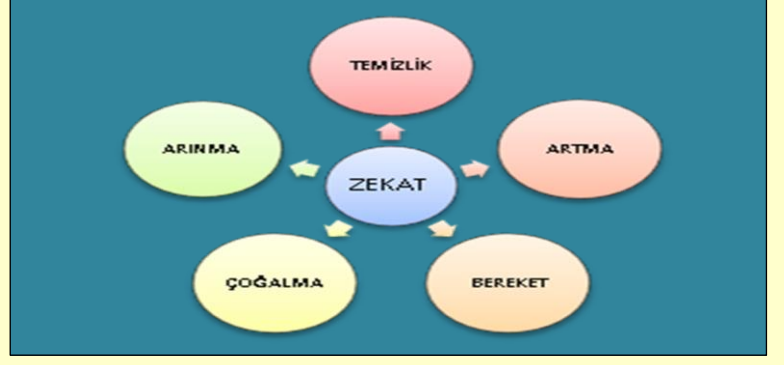 TEMİZLİK
ARINMA
ARTMA
ZEKAT
ÇOĞALMA
BEREKET